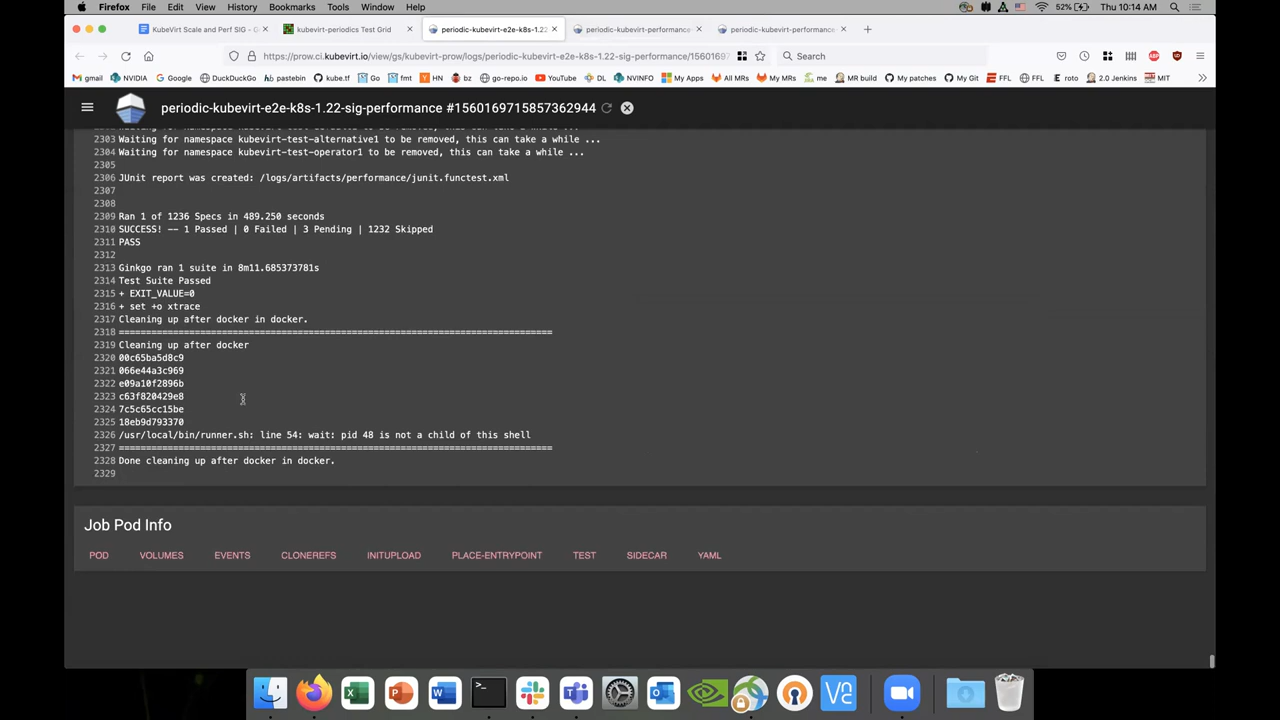 Firefox File Edit View History Bookmarks Tools Window Help 52% Thu 10:14 AM
KubeVirt Scale and Perf SIG - G
kubevirt-periodics Test Grid
periodic-kubevirt-e2e-k8s-1.22
periodic-kubevirt-e2e-performance
periodic-kubevirt-e2e-performance
https://prow.ci.kubevirt.io/view/gs/kubevirt-prow/logs/periodic-kubevirt-e2e-k8s-1.22-sig-performance/15601697 Search
gmail NVIDIA Google DuckDuckGo pastebin kube.tf Go fmt HN bz go-repo.io YouTube DL NVINFO My Apps All MRs My MRs me MR build My patches My Git FFL FFL roto 2.0 Jenkins MIT
periodic-kubevirt-e2e-k8s-1.22-sig-performance #1560169715857362944
2303 Waiting for namespace kubevirt-test-alternative1 to be removed, this can take a while ...
2304 Waiting for namespace kubevirt-test-operator1 to be removed, this can take a while ...
2305
2306 JUnit report was created: /logs/artifacts/performance/junit.functest.xml
2307
2308
2309 Ran 1 of 1236 Specs in 489.250 seconds
2310 SUCCESS! -- 1 Passed | 0 Failed | 3 Pending | 1232 Skipped
2311 PASS
2312
2313 Ginkgo ran 1 suite in 8m11.685373781s
2314 Test Suite Passed
2315 + EXIT_VALUE=0
2316 + set +o xtrace
2317 Cleaning up after docker in docker.
2318 ================================================================================
2319 Cleaning up after docker
2320 00c65ba5d8c9
2321 066e44a3c969
2322 e09a10f2896b
2323 c63f820429e8
2324 7c5c65cc15be
2325 18eb9d793370
2326 /usr/local/bin/runner.sh: line 54: wait: pid 48 is not a child of this shell
2327 ================================================================================
2328 Done cleaning up after docker in docker.
2329
Job Pod Info
POD VOLUMES EVENTS CLONEREFS INITUPLOAD PLACE-ENTRYPOINT TEST SIDECAR YAML